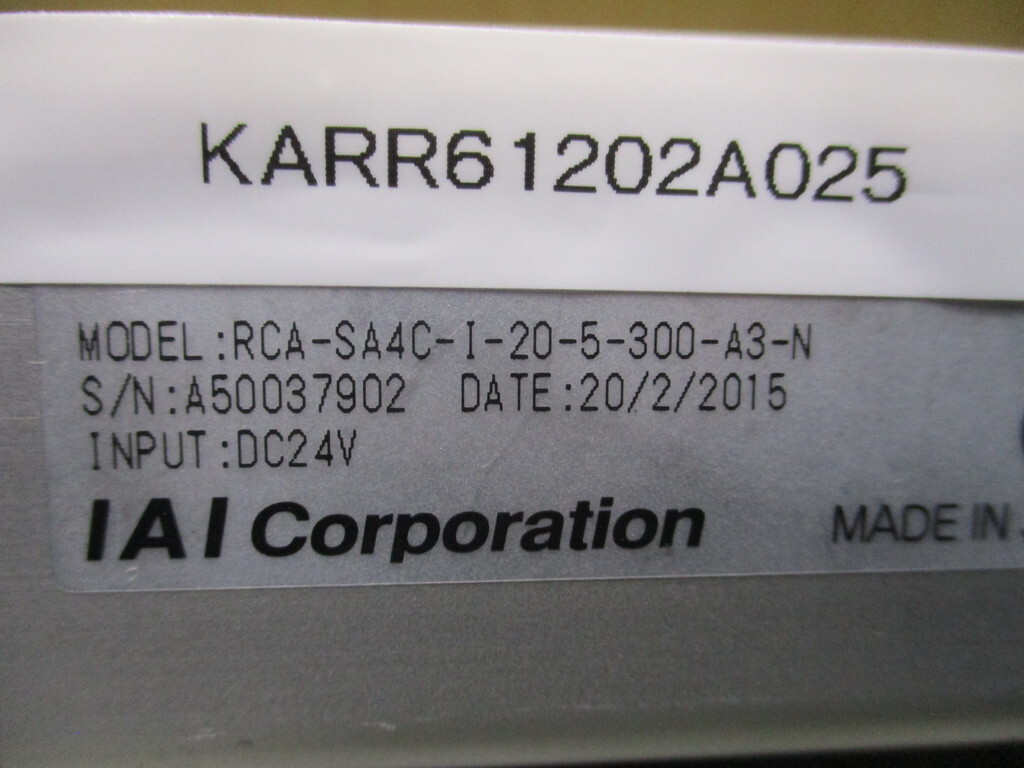 KARR61202A025
MODEL:RCA-SA4C-I-20-5-300-A3-N
S/N:A50037902 DATE:20/2/2015
INPUT:DC24V
IAI Corporation
MADE IN